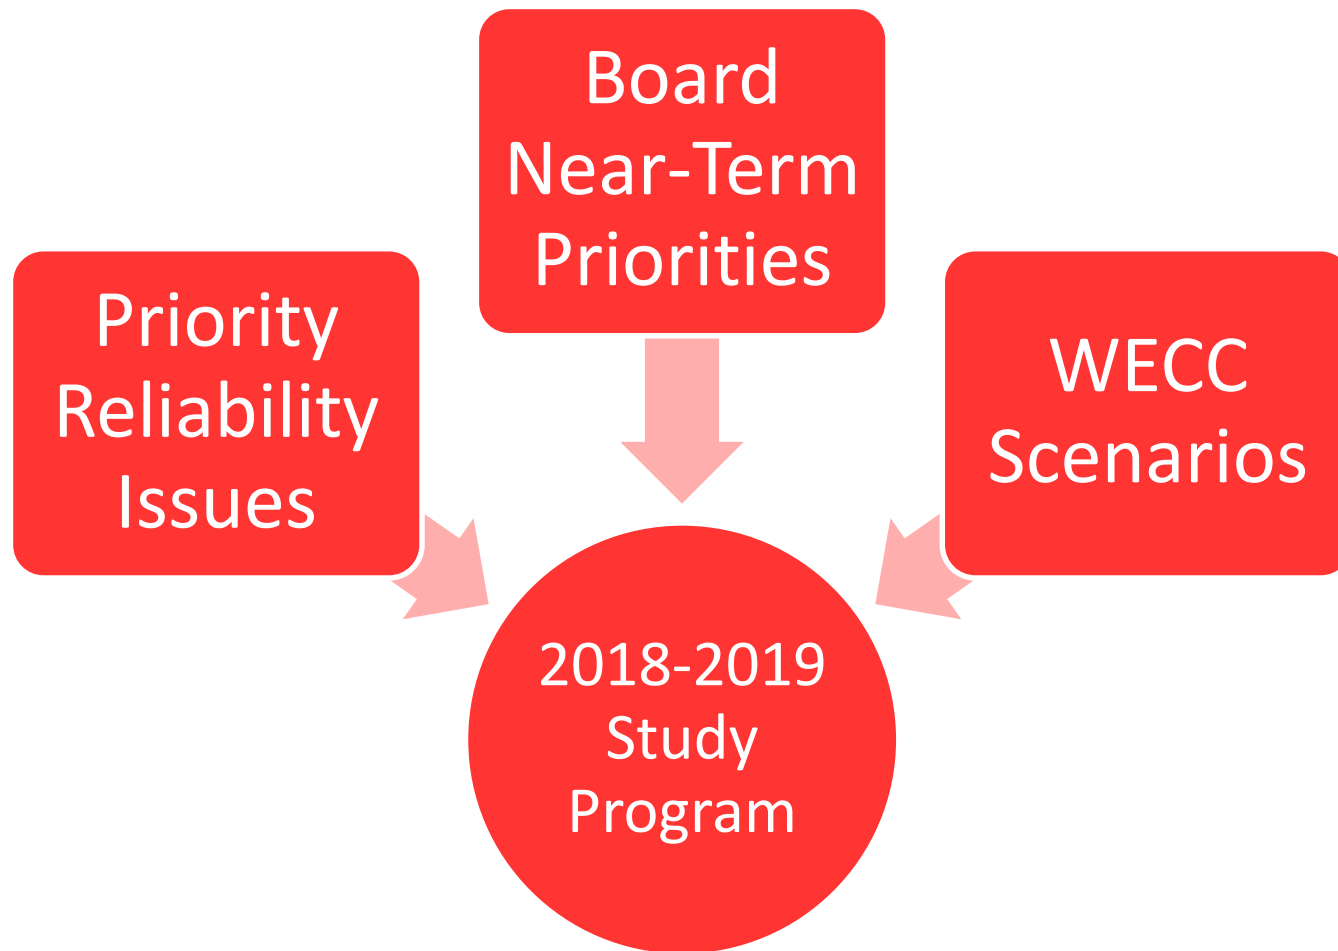 Board
Near-Term
Priorities
Priority
Reliability
Issues
WECC
Scenarios
2018-2019
Study
Program